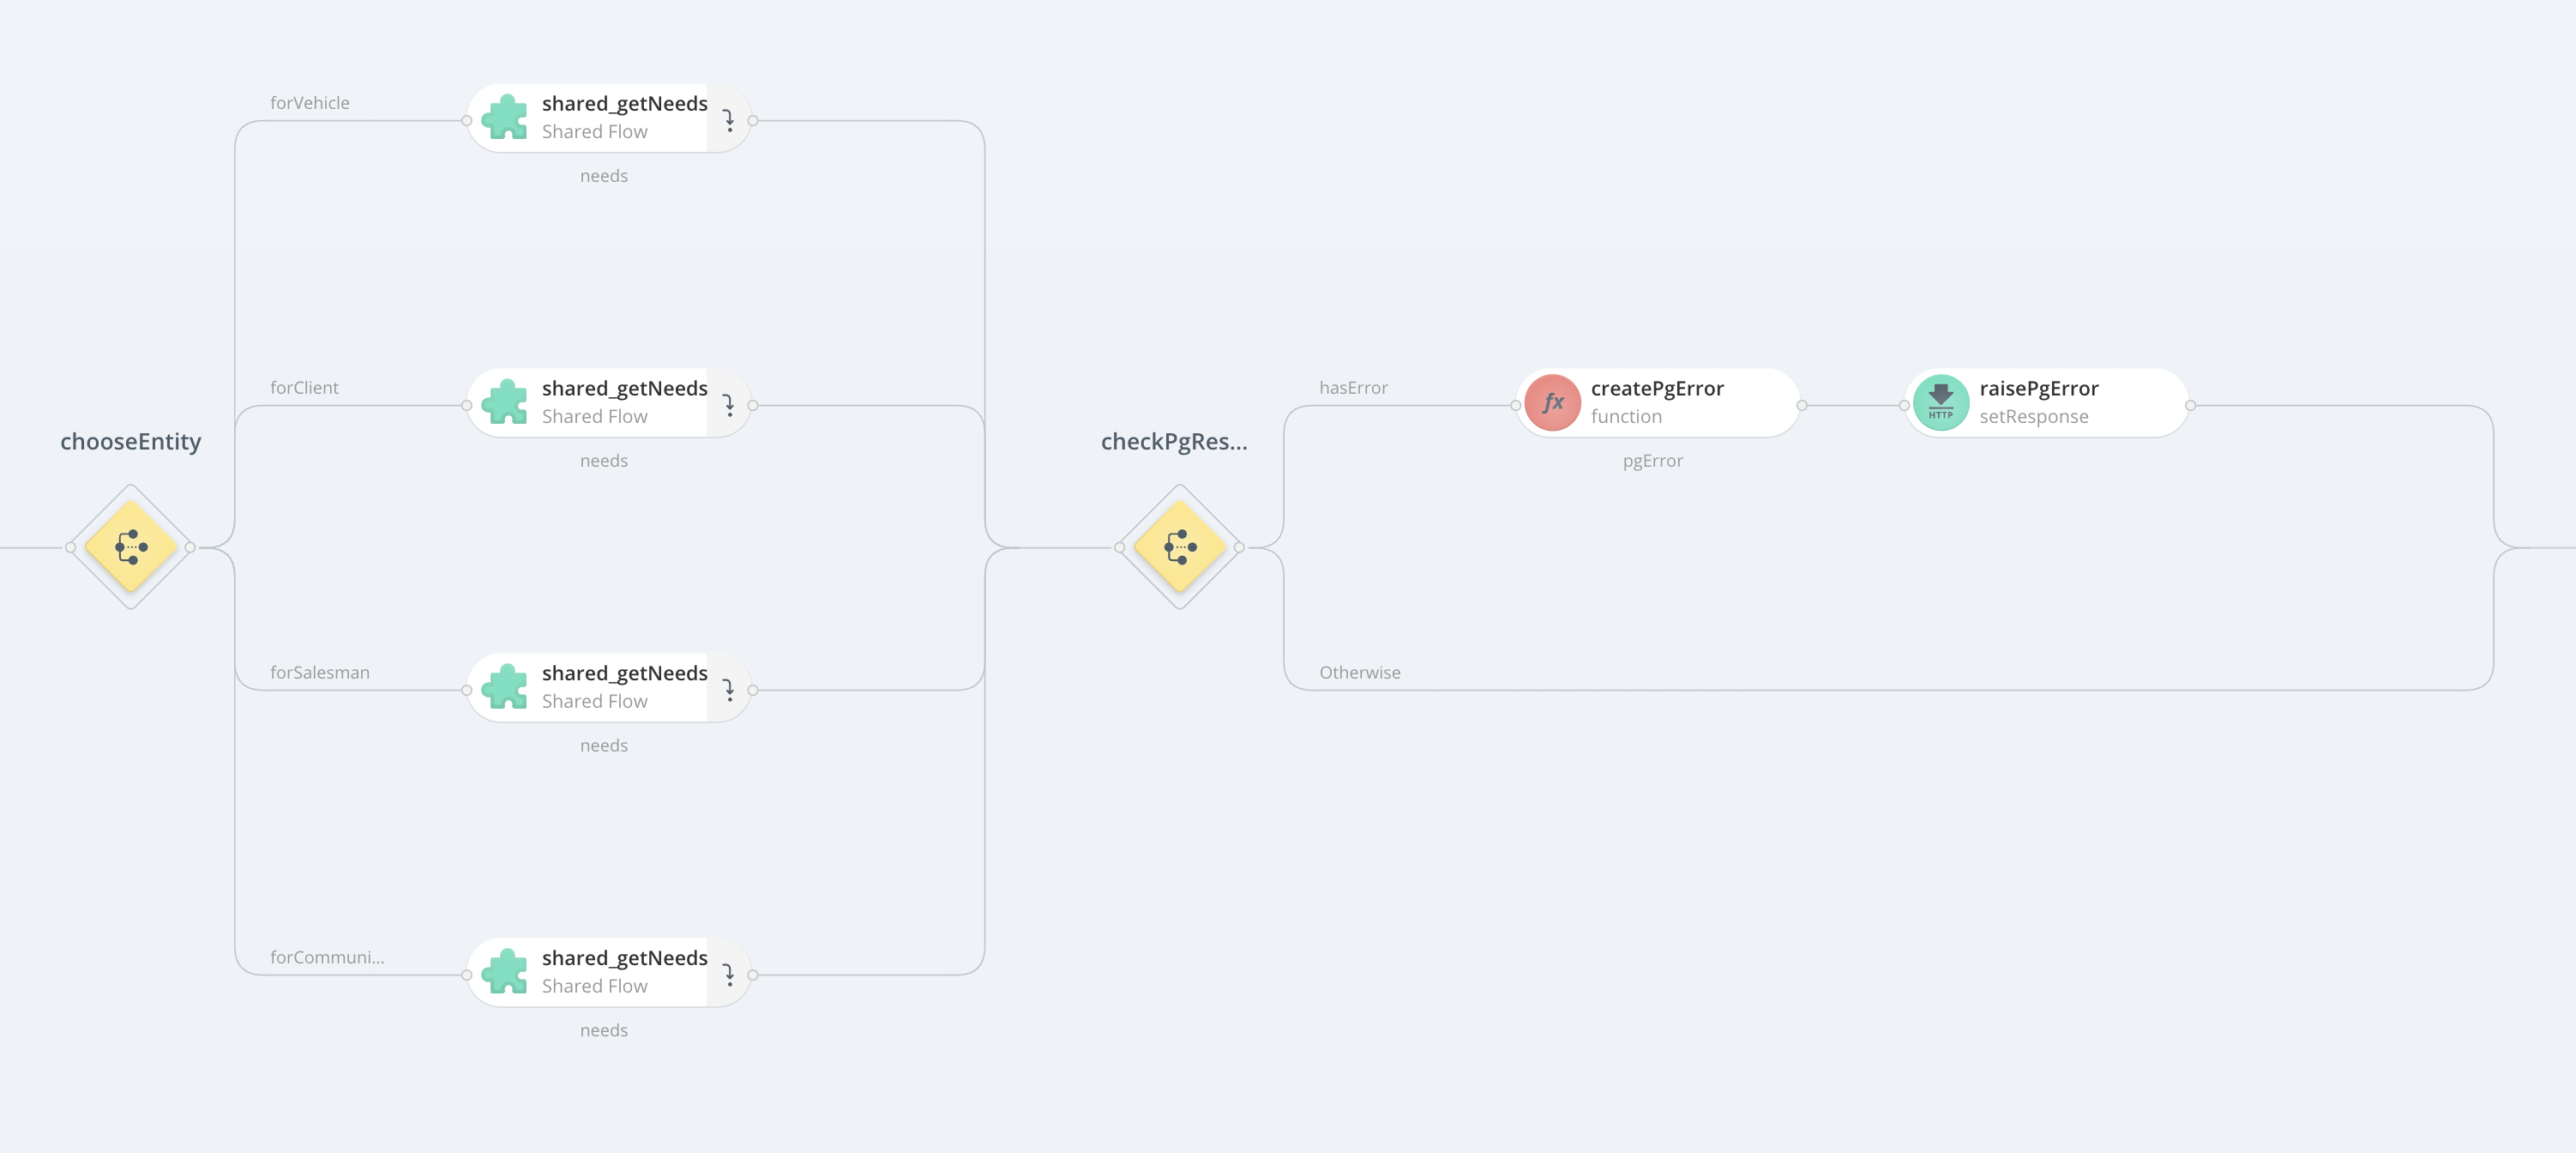 chooseEntity
forVehicle
shared_getNeeds
Shared Flow
needs
forClient
shared_getNeeds
Shared Flow
needs
forSalesman
shared_getNeeds
Shared Flow
needs
forCommuni...
shared_getNeeds
Shared Flow
needs
checkPgRes...
hasError
fx
createPgError
function
pgError
HTTP
raisePgError
setResponse
Otherwise